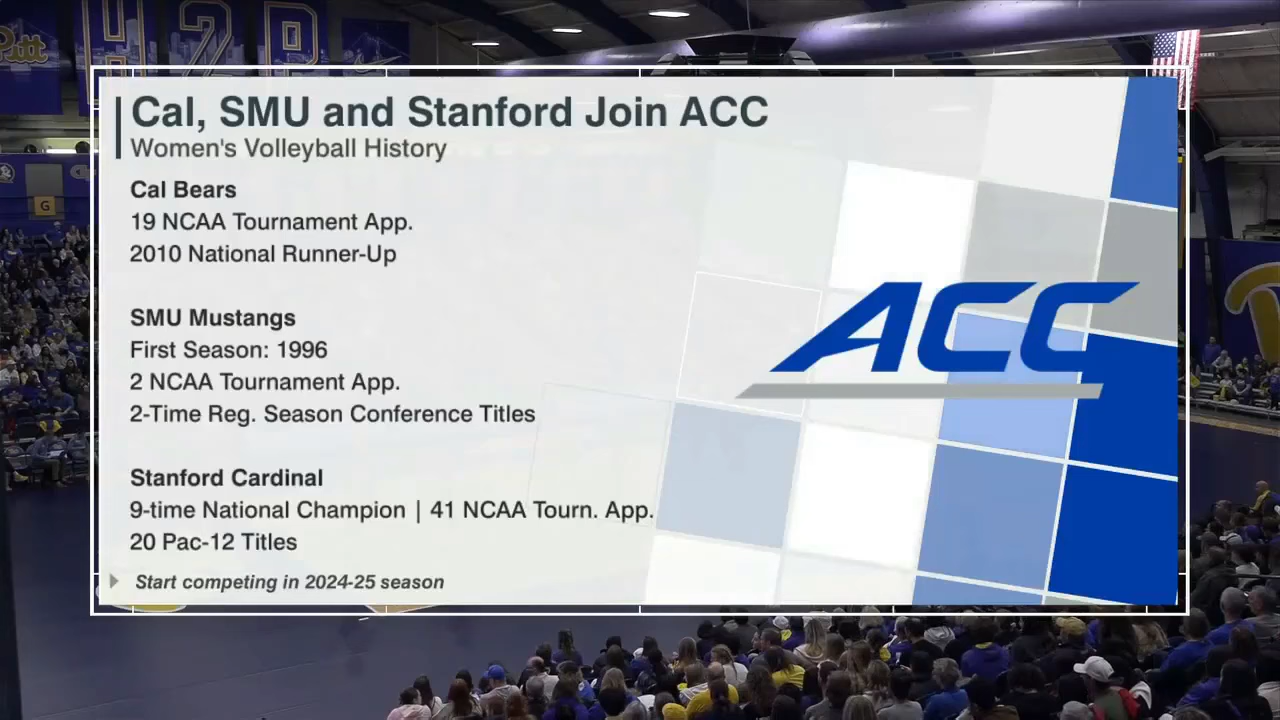 Pitt
H2P
G
Cal, SMU and Stanford Join ACC
Women's Volleyball History
Cal Bears
19 NCAA Tournament App.
2010 National Runner-Up
SMU Mustangs
First Season: 1996
2 NCAA Tournament App.
2-Time Reg. Season Conference Titles
Stanford Cardinal
9-time National Champion | 41 NCAA Tourn. App.
20 Pac-12 Titles
Start competing in 2024-25 season
ACC